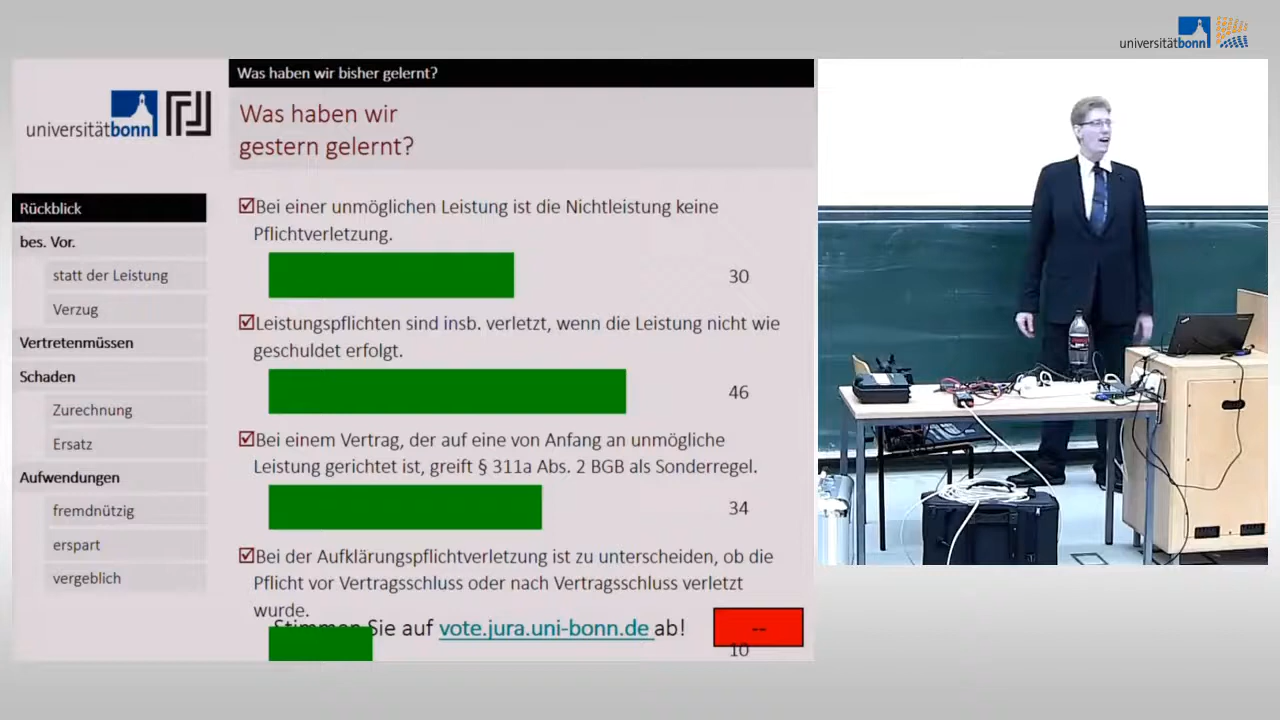 universitätbonn
Was haben wir bisher gelernt?
universitätbonn
Was haben wir
gestern gelernt?
Rückblick
bes. Vor.
statt der Leistung
Verzug
Vertretenmüssen
Schaden
Zurechnung
Ersatz
Aufwendungen
fremdnützig
erspart
vergeblich
Bei einer unmöglichen Leistung ist die Nichtleistung keine
Pflichtverletzung.
30
Leistungspflichten sind insb. verletzt, wenn die Leistung nicht wie
geschuldet erfolgt.
46
Bei einem Vertrag, der auf eine von Anfang an unmögliche
Leistung gerichtet ist, greift § 311a Abs. 2 BGB als Sonderregel.
34
Bei der Aufklärungspflichtverletzung ist zu unterscheiden, ob die
Pflicht vor Vertragsschluss oder nach Vertragsschluss verletzt
wurde.
Stimmen Sie auf vote.jura.uni-bonn.de ab!
--
10